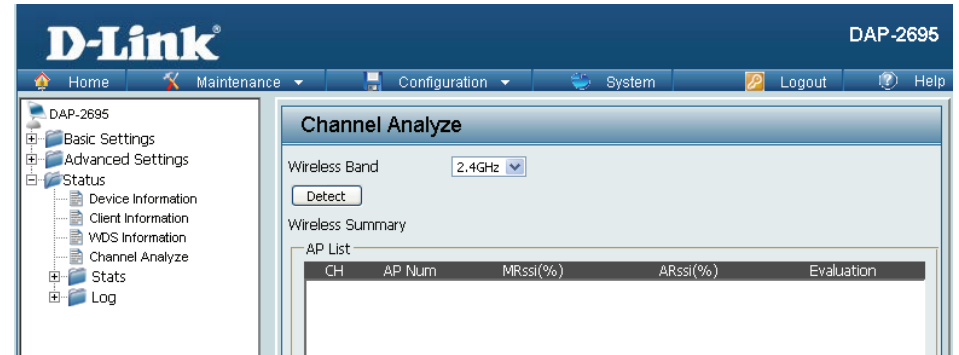 D-Link®
DAP-2695
Home Maintenance Configuration System Logout Help
DAP-2695
Basic Settings
Advanced Settings
Status
Device Information
Client Information
WDS Information
Channel Analyze
Stats
Log
Channel Analyze
Wireless Band 2.4GHz
Detect
Wireless Summary
AP List
CH AP Num MRssi(%) ARssi(%) Evaluation